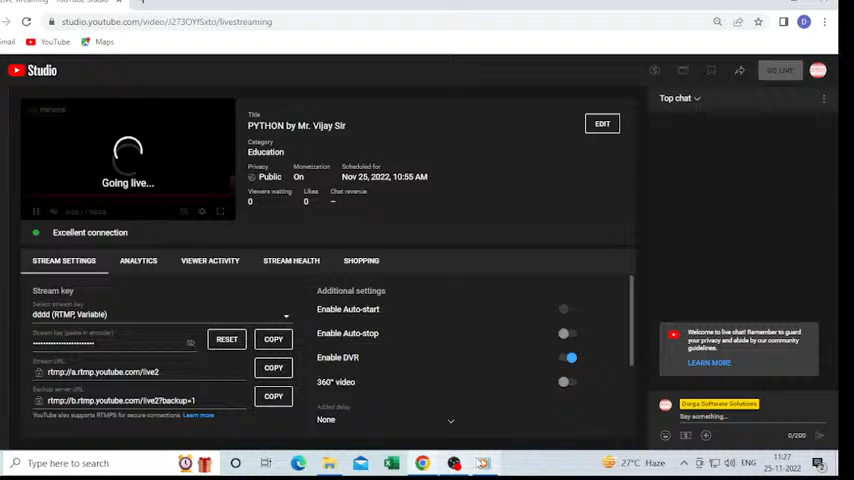 studio.youtube.com/video/J273OYfSxto/livestreaming
YouTube
Maps
Studio
GO LIVE
Going live...
Title
PYTHON by Mr. Vijay Sir
EDIT
Category
Education
Privacy
Monetization
Scheduled for
Public
On
Nov 25, 2022, 10:55 AM
Viewers waiting
Likes
Chat revenue
0
0
–
Excellent connection
STREAM SETTINGS
ANALYTICS
VIEWER ACTIVITY
STREAM HEALTH
SHOPPING
Stream key
Select stream key
dddd (RTMP, Variable)
Stream key (paste in encoder)
RESET
COPY
Stream URL
rtmp://a.rtmp.youtube.com/live2
COPY
Backup server URL
rtmp://b.rtmp.youtube.com/live2?backup=1
COPY
YouTube also supports RTMPS for secure connections. Learn more
Additional settings
Enable Auto-start
Enable Auto-stop
Enable DVR
360° video
Added delay
None
Top chat
Welcome to live chat! Remember to guard
your privacy and abide by our community
guidelines.
LEARN MORE
Durga Software Solutions
Say something...
0/200
Type here to search
27°C Haze
ENG
11:27
25-11-2022